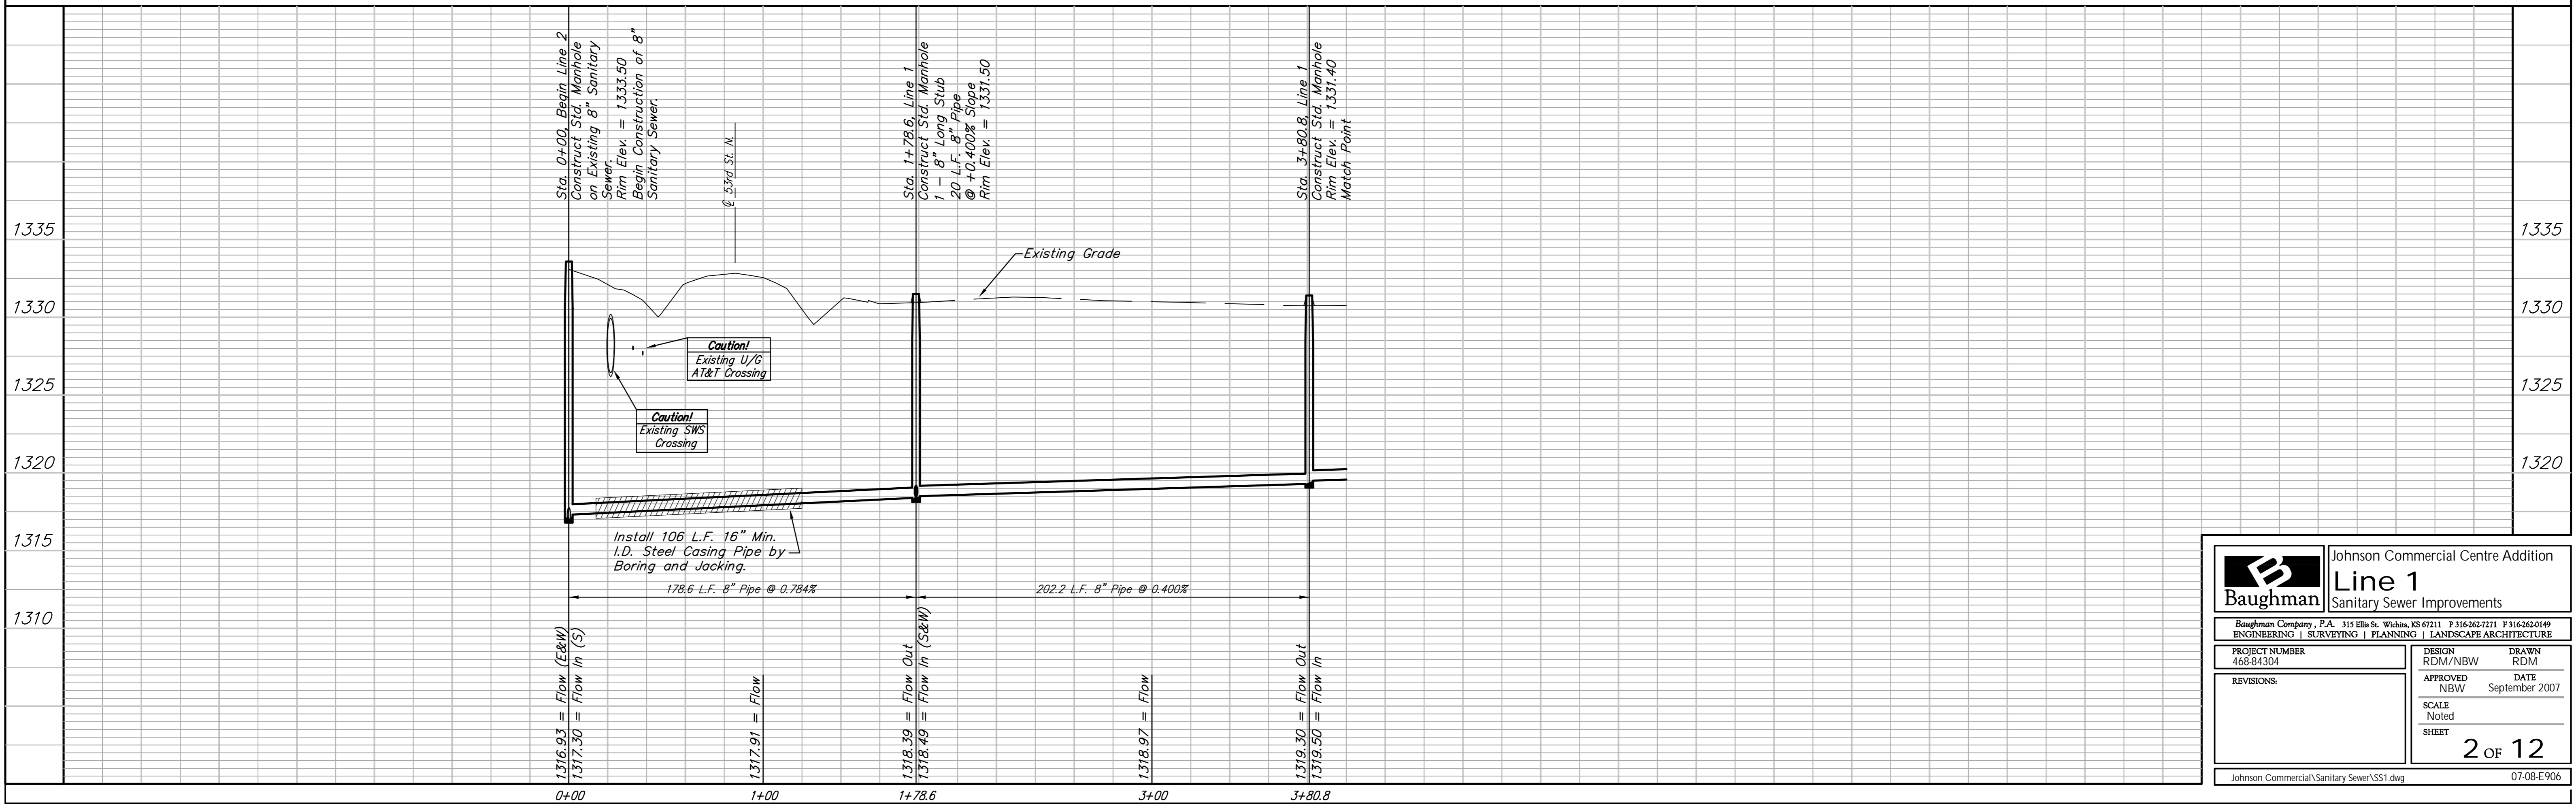 Sta. 0+00, Begin Line 2
Construct Std. Manhole
on Existing 8" Sanitary
Sewer.
Rim Elev. = 1333.50
Begin Construction of 8"
Sanitary Sewer.
℄ 53rd St. N.
Sta. 1+78.6, Line 1
Construct Std. Manhole
1 - 8" Long Stub
20 L.F. 8" Pipe
@ +0.400% Slope
Rim Elev. = 1331.50
Sta. 3+80.8, Line 1
Construct Std. Manhole
Rim Elev. = 1331.40
Match Point
1335
1335
Existing Grade
1330
1330
Caution!
Existing U/G
AT&T Crossing
1325
1325
Caution!
Existing SWS
Crossing
1320
1320
1315
Install 106 L.F. 16" Min.
I.D. Steel Casing Pipe by
Boring and Jacking.
178.6 L.F. 8" Pipe @ 0.784%
202.2 L.F. 8" Pipe @ 0.400%
1310
1316.93 = Flow (E&W)
1317.30 = Flow In (S)
1317.91 = Flow
1318.39 = Flow Out
1318.49 = Flow In (S&W)
1318.97 = Flow
1319.30 = Flow Out
1319.50 = Flow In
0+00
1+00
1+78.6
3+00
3+80.8
B
Baughman
Johnson Commercial Centre Addition
Line 1
Sanitary Sewer Improvements
Baughman Company, P.A. 315 Ellis St. Wichita, KS 67211 P 316-262-7271 F 316-262-0149
ENGINEERING | SURVEYING | PLANNING | LANDSCAPE ARCHITECTURE
PROJECT NUMBER
468-84304
REVISIONS:
DESIGN
RDM/NBW
DRAWN
RDM
APPROVED
NBW
DATE
September 2007
SCALE
Noted
SHEET
2 OF 12
Johnson Commercial\Sanitary Sewer\SS1.dwg
07-08-E906